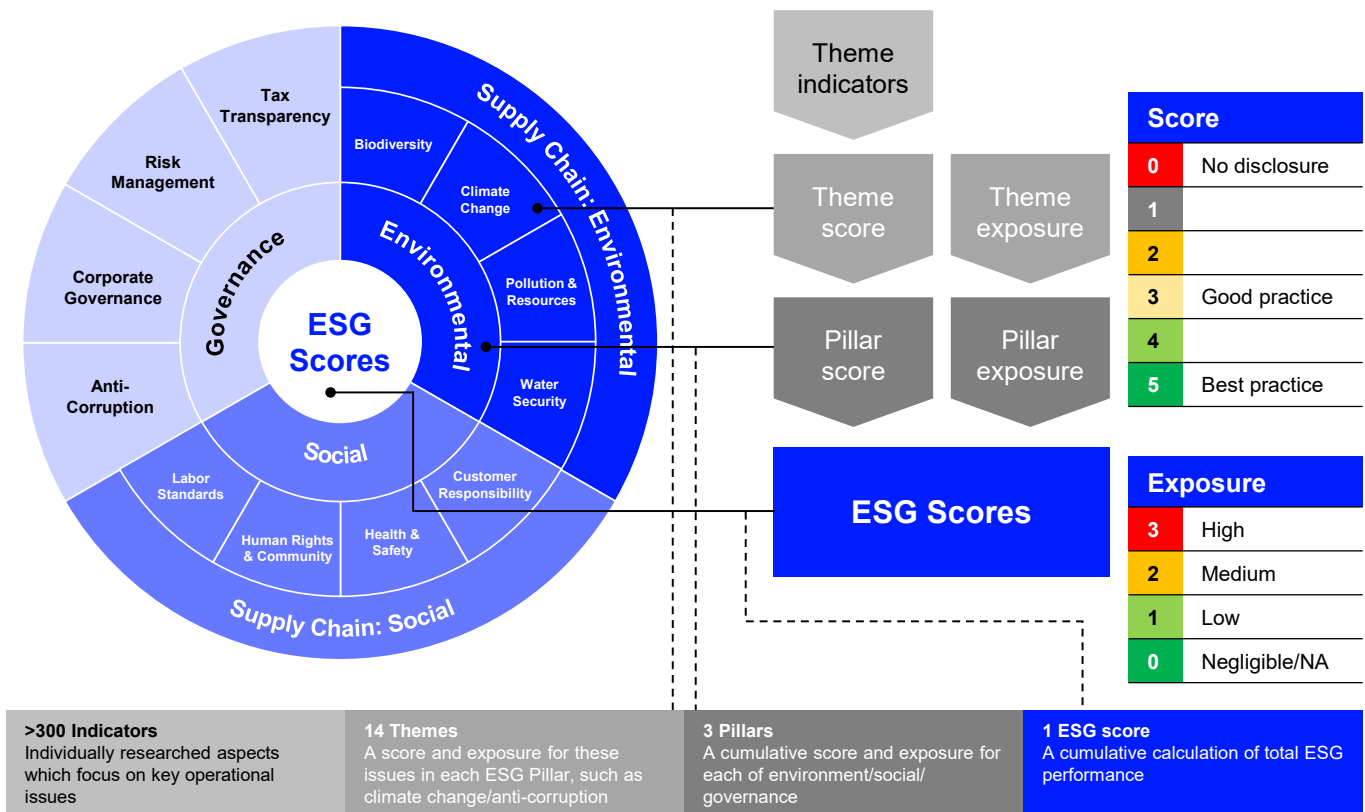 Tax
Transparency
Risk
Management
Corporate
Governance
Anti-
Corruption
Governance
Biodiversity
Climate
Change
Pollution &
Resources
Water
Security
Environmental
Supply Chain: Environmental
ESG
Scores
Social
Labor
Standards
Human Rights
& Community
Health &
Safety
Customer
Responsibility
Supply Chain: Social
Theme
indicators
Theme
score
Theme
exposure
Pillar
score
Pillar
exposure
ESG Scores
Score
0 No disclosure
1
2
3 Good practice
4
5 Best practice
Exposure
3 High
2 Medium
1 Low
0 Negligible/NA
>300 Indicators
Individually researched aspects
which focus on key operational
issues
14 Themes
A score and exposure for these
issues in each ESG Pillar, such as
climate change/anti-corruption
3 Pillars
A cumulative score and exposure for
each of environment/social/
governance
1 ESG score
A cumulative calculation of total ESG
performance